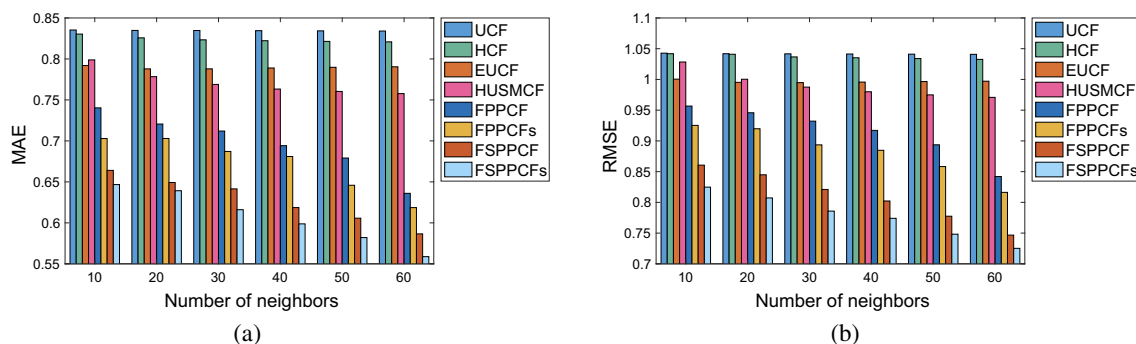 0.85
0.8
0.75
0.7
0.65
0.6
0.55
MAE
10 20 30 40 50 60
Number of neighbors
UCF
HCF
EUCF
HUSMCF
FPPCF
FPPCFs
FSPPCF
FSPPCFs
(a)
1.05
1
0.95
0.9
0.85
0.8
0.75
0.7
RMSE
10 20 30 40 50 60
Number of neighbors
UCF
HCF
EUCF
HUSMCF
FPPCF
FPPCFs
FSPPCF
FSPPCFs
(b)